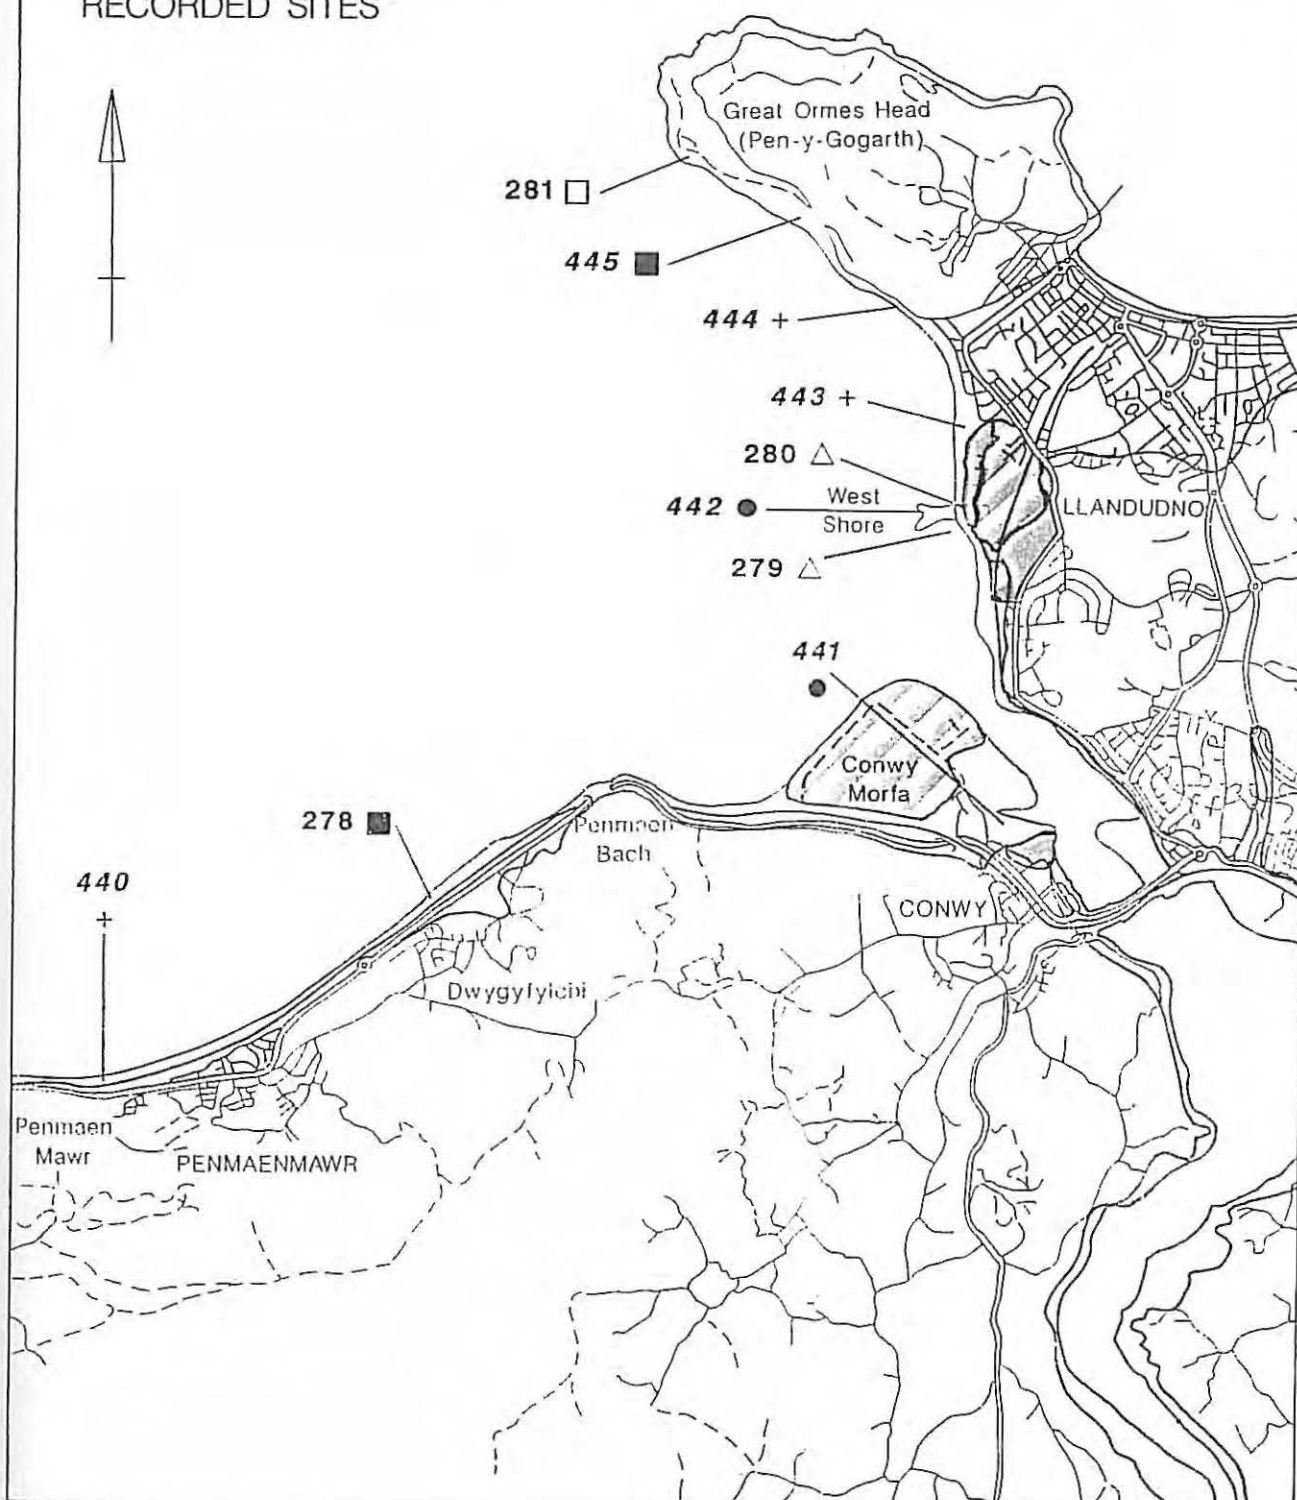 RECORDED SITES
Great Ormes Head
(Pen-y-Gogarth)
281
445
444 +
443 +
280
442
West
Shore
LLANDUDNO
279
441
Conwy
Morfa
278
Penmaen
Bach
440
+
CONWY
Dwygyfylchi
Penmaen
Mawr
PENMAENMAWR